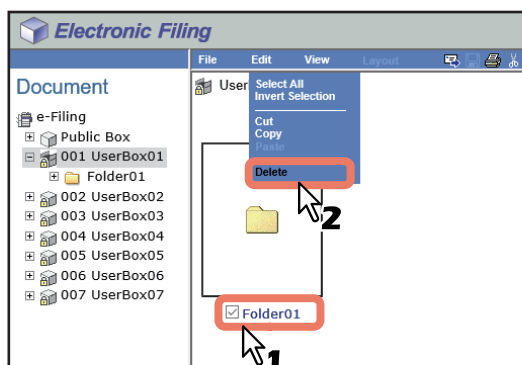 Electronic Filing
File Edit View Layout
Document
e-Filing
Public Box
001 UserBox01
Folder01
002 UserBox02
003 UserBox03
004 UserBox04
005 UserBox05
006 UserBox06
007 UserBox07
User
Select All
Invert Selection
Cut
Copy
Paste
Delete
2
Folder01
1